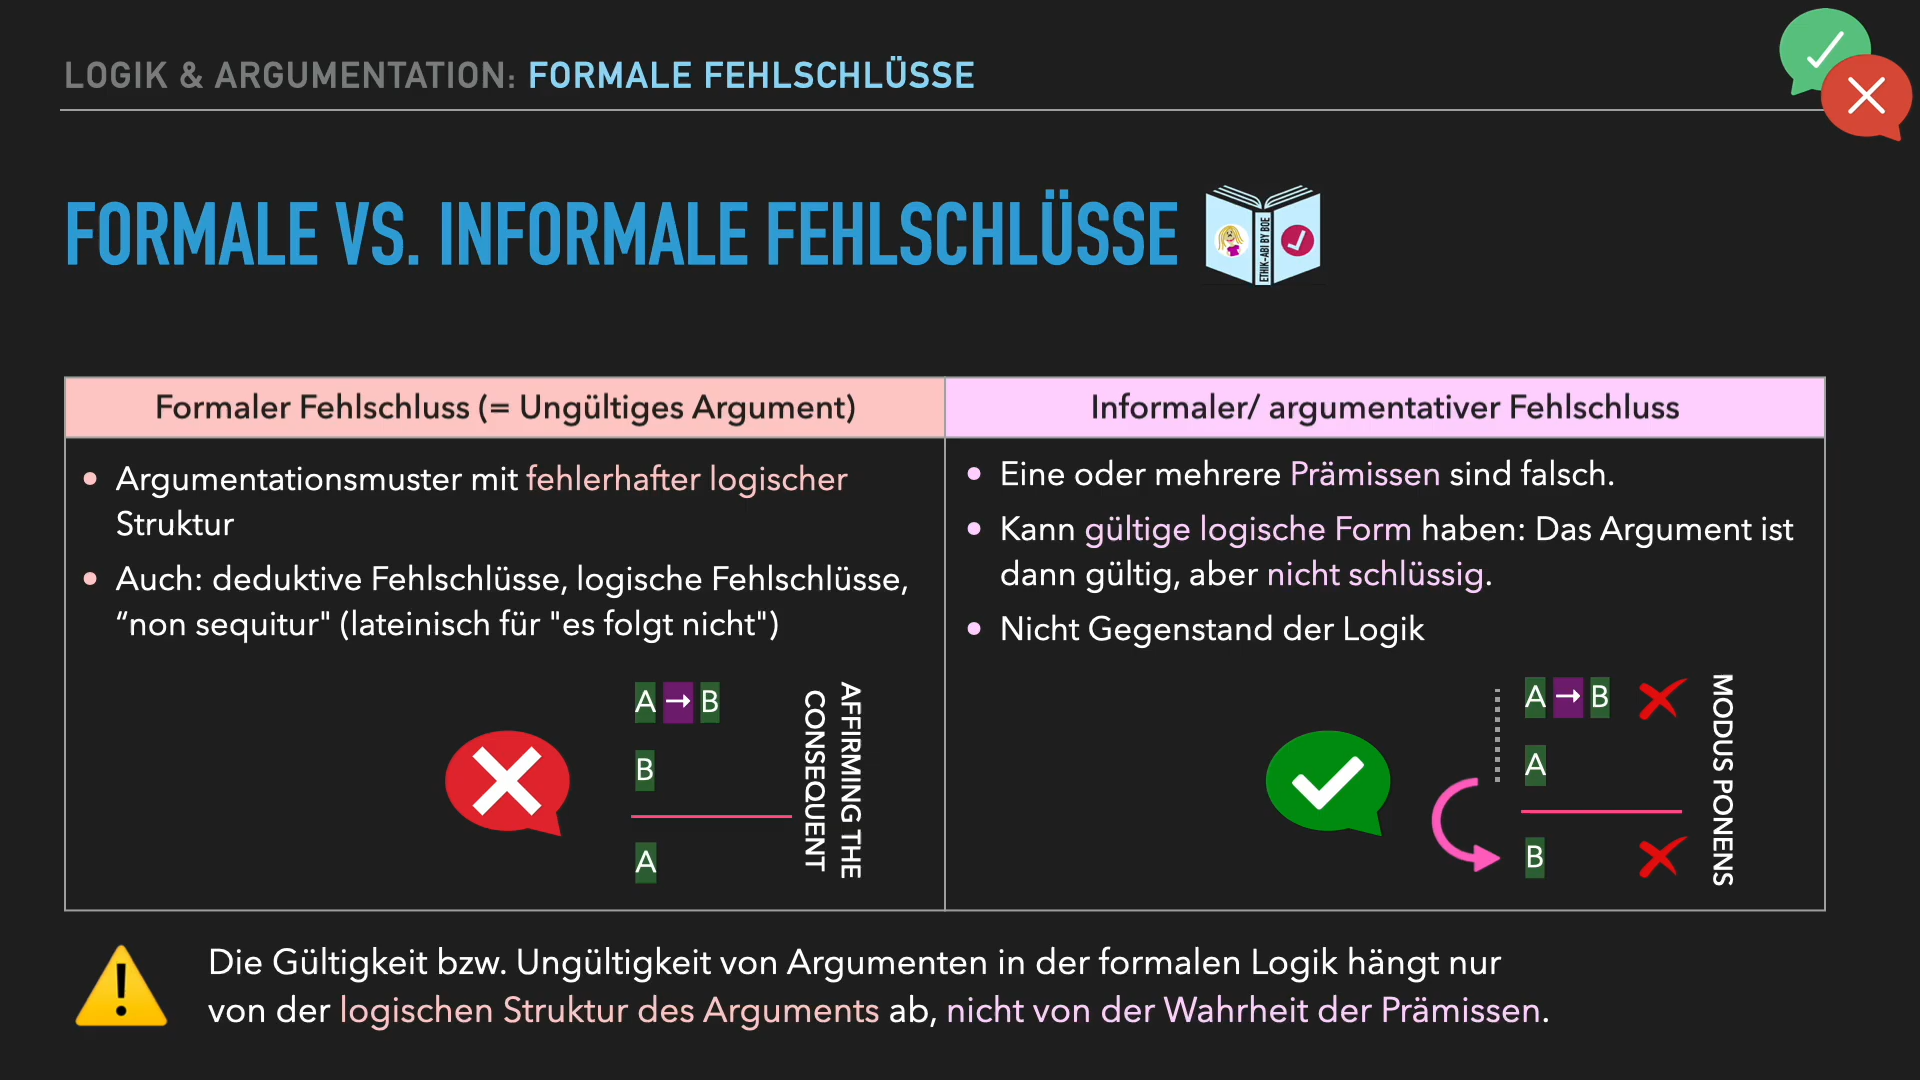 LOGIK & ARGUMENTATION: FORMALE FEHLSCHLÜSSE
FORMALE VS. INFORMALE FEHLSCHLÜSSE
ETHIK-ABI BY BOE
Formaler Fehlschluss (= Ungültiges Argument)
Argumentationsmuster mit fehlerhafter logischer
Struktur
Auch: deduktive Fehlschlüsse, logische Fehlschlüsse,
“non sequitur" (lateinisch für "es folgt nicht")
A → B
B
A
AFFIRMING THE
CONSEQUENT
Informaler/ argumentativer Fehlschluss
Eine oder mehrere Prämissen sind falsch.
Kann gültige logische Form haben: Das Argument ist
dann gültig, aber nicht schlüssig.
Nicht Gegenstand der Logik
A → B
A
B
MODUS PONENS
Die Gültigkeit bzw. Ungültigkeit von Argumenten in der formalen Logik hängt nur
von der logischen Struktur des Arguments ab, nicht von der Wahrheit der Prämissen.